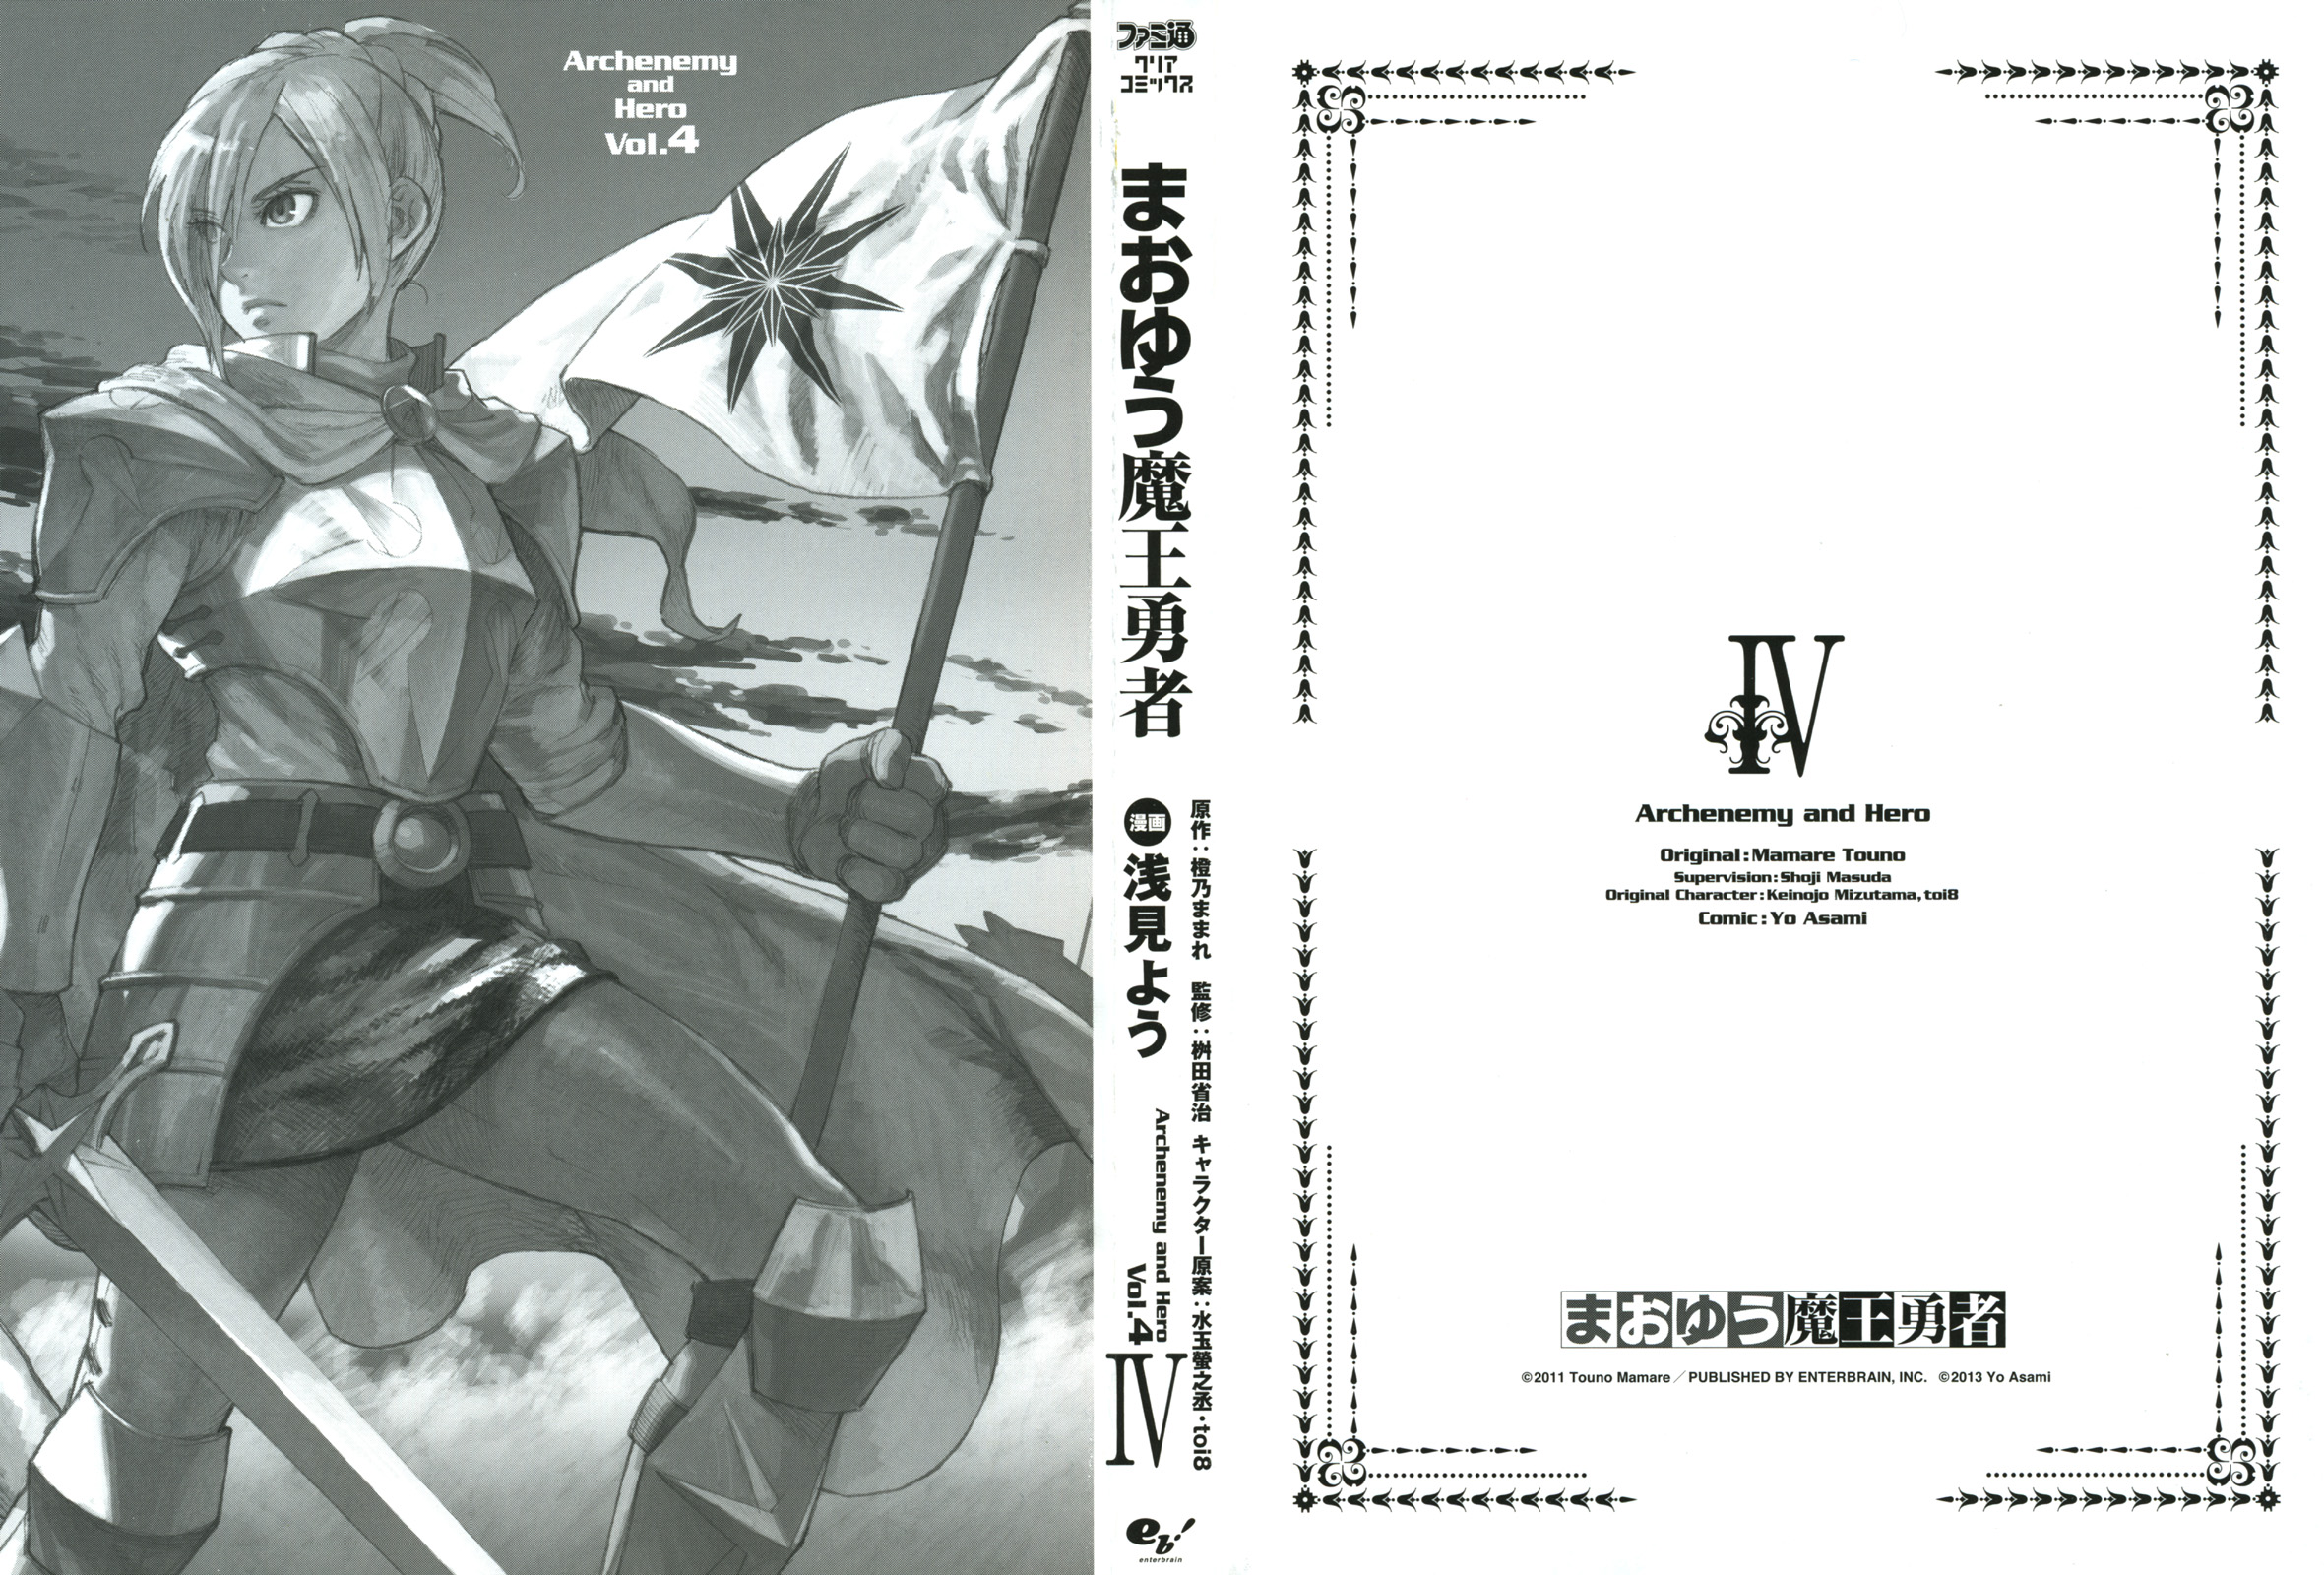 Archenemy
and
Hero
Vol.4
ファミ通
クリア
コミックス
まおゆう魔王勇者
漫画
浅見よう
原作：橙乃ままれ 監修：桝田省治 キャラクター原案：水玉螢之丞・toi8
Archenemy and Hero
Vol.4
IV
eb!
enterbrain
IV
Archenemy and Hero
Original:Mamare Touno
Supervision:Shoji Masuda
Original Character:Keinojo Mizutama,toi8
Comic:Yo Asami
まおゆう魔王勇者
©2011 Touno Mamare／PUBLISHED BY ENTERBRAIN, INC. ©2013 Yo Asami